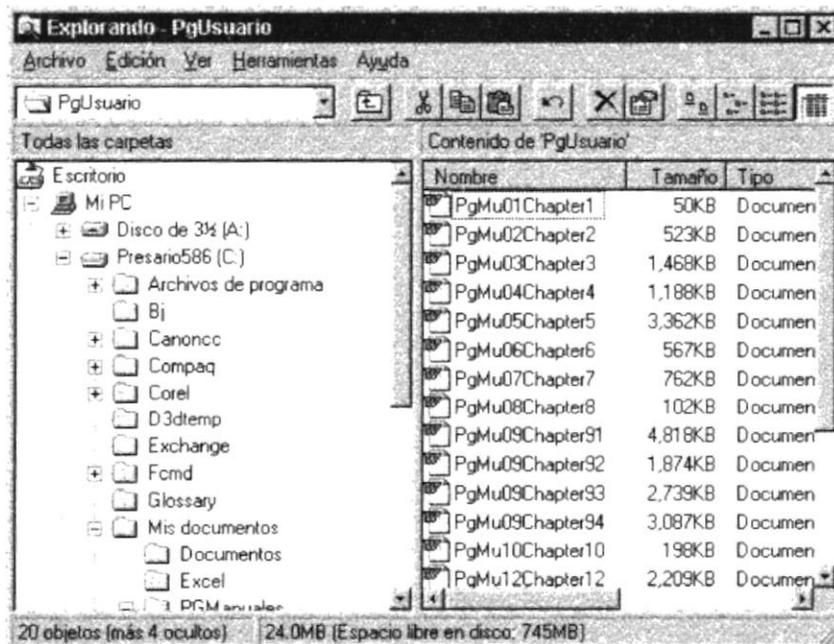 Explorando - PgUsuario
Archivo Edición Ver Herramientas Ayuda
PgUsuario
Todas las carpetas
Contenido de 'PgUsuario'
Escritorio
Mi PC
Disco de 3½ (A:)
Presario586 (C:)
Archivos de programa
Bj
Canoncc
Compaq
Corel
D3dtemp
Exchange
Fcmd
Glossary
Mis documentos
Documentos
Excel
PGManuales
Nombre Tamaño Tipo
PgMu01Chapter1 50KB Documen
PgMu02Chapter2 523KB Documen
PgMu03Chapter3 1,468KB Documen
PgMu04Chapter4 1,188KB Documen
PgMu05Chapter5 3,362KB Documen
PgMu06Chapter6 567KB Documen
PgMu07Chapter7 762KB Documen
PgMu08Chapter8 102KB Documen
PgMu09Chapter91 4,818KB Documen
PgMu09Chapter92 1,874KB Documen
PgMu09Chapter93 2,739KB Documen
PgMu09Chapter94 3,087KB Documen
PgMu10Chapter10 198KB Documen
PgMu12Chapter12 2,209KB Documen
20 objetos (más 4 ocultos) 24.0MB (Espacio libre en disco: 745MB)